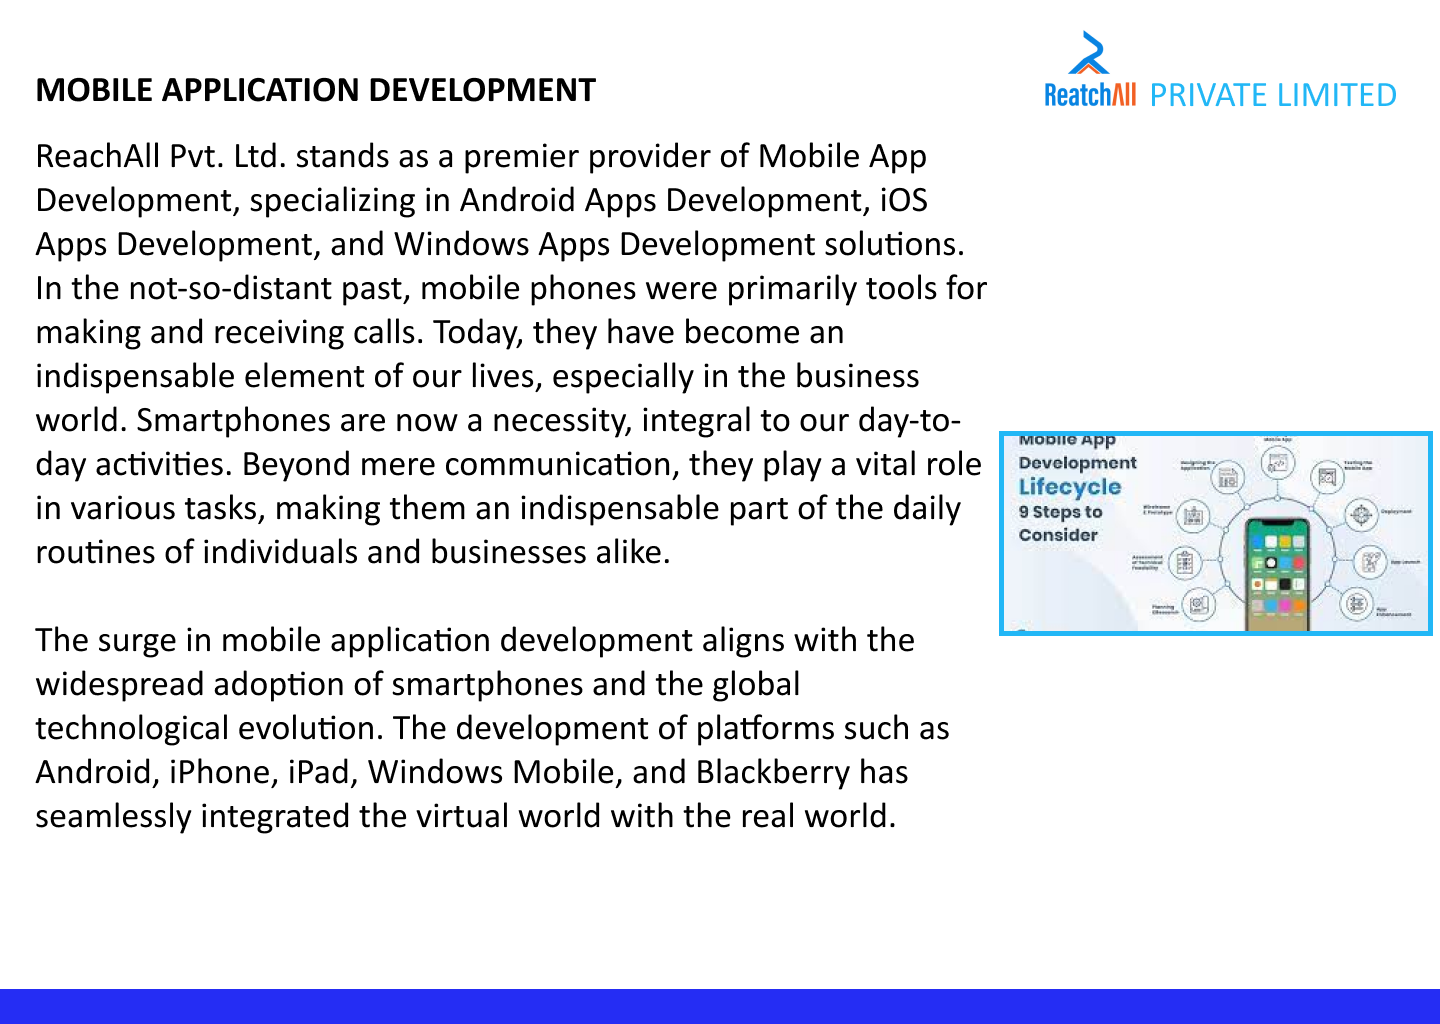 MOBILE APPLICATION DEVELOPMENT
ReatchAll PRIVATE LIMITED
ReachAll Pvt. Ltd. stands as a premier provider of Mobile App
Development, specializing in Android Apps Development, iOS
Apps Development, and Windows Apps Development solutions.
In the not-so-distant past, mobile phones were primarily tools for
making and receiving calls. Today, they have become an
indispensable element of our lives, especially in the business
world. Smartphones are now a necessity, integral to our day-to-
day activities. Beyond mere communication, they play a vital role
in various tasks, making them an indispensable part of the daily
routines of individuals and businesses alike.
The surge in mobile application development aligns with the
widespread adoption of smartphones and the global
technological evolution. The development of platforms such as
Android, iPhone, iPad, Windows Mobile, and Blackberry has
seamlessly integrated the virtual world with the real world.
Mobile App
Development
Lifecycle
9 Steps to
Consider
Planning
&Research
Assessment
of Technical
Feasibility
Wireframe
& Prototype
Designing the
Application
Mobile App
Testing the
Mobile App
Deployment
App Launch
App
Enhancement